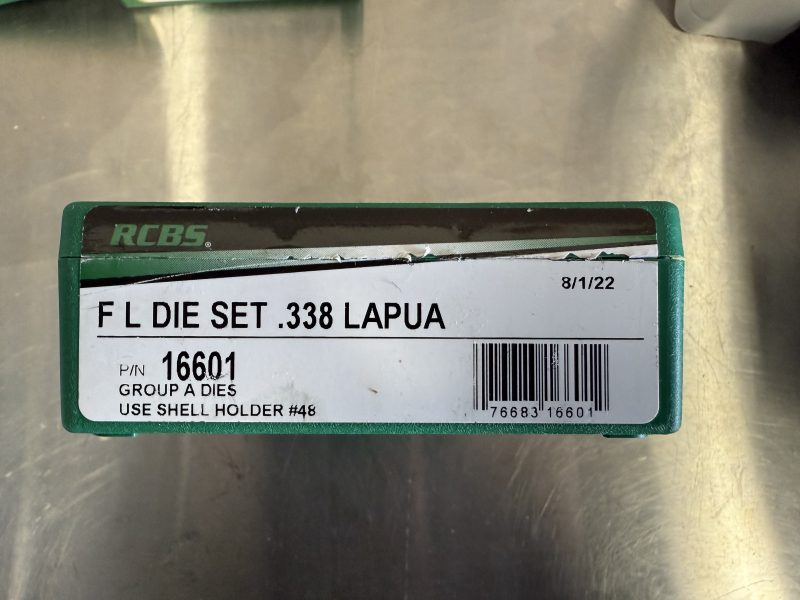 RCBS®
8/1/22
F L DIE SET .338 LAPUA
P/N 16601
GROUP A DIES
USE SHELL HOLDER #48
76683 16601